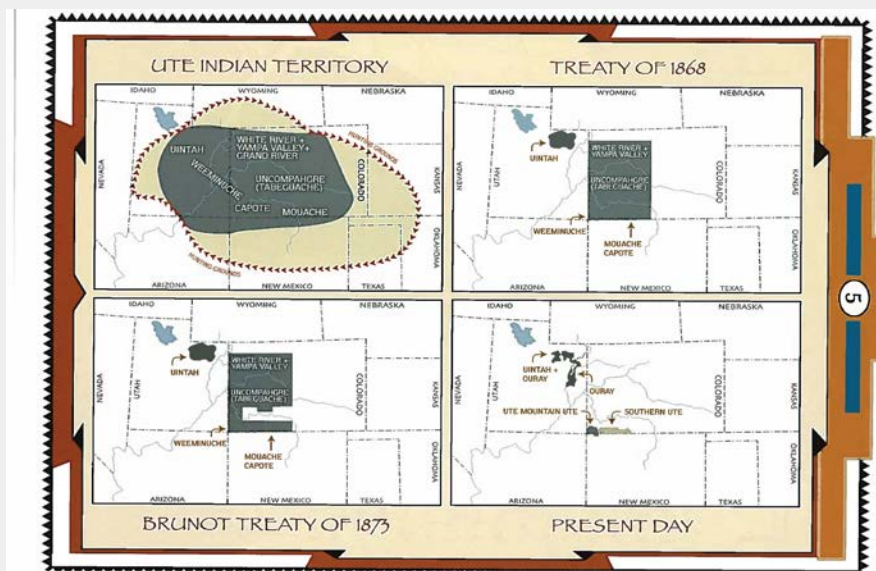 UTE INDIAN TERRITORY
IDAHO
WYOMING
NEBRASKA
HUNTING GROUNDS
WHITE RIVER +
YAMPA VALLEY +
GRAND RIVER
UINTAH
WEEMINUCHE
UNCOMPAHGRE
(TABEGUACHE)
CAPOTE
MOUACHE
NEVADA
UTAH
COLORADO
KANSAS
OKLAHOMA
HUNTING GROUNDS
ARIZONA
NEW MEXICO
TEXAS
TREATY OF 1868
IDAHO
WYOMING
NEBRASKA
UINTAH
WHITE RIVER +
YAMPA VALLEY
UNCOMPAHGRE
(TABEGUACHE)
NEVADA
UTAH
COLORADO
KANSAS
OKLAHOMA
WEEMINUCHE
MOUACHE
CAPOTE
ARIZONA
NEW MEXICO
TEXAS
IDAHO
WYOMING
NEBRASKA
UINTAH
WHITE RIVER +
YAMPA VALLEY
UNCOMPAHGRE
(TABEGUACHE)
NEVADA
UTAH
COLORADO
KANSAS
OKLAHOMA
WEEMINUCHE
MOUACHE
CAPOTE
ARIZONA
NEW MEXICO
TEXAS
BRUNOT TREATY OF 1873
IDAHO
WYOMING
NEBRASKA
UINTAH +
OURAY
OURAY
UTE MOUNTAIN UTE
SOUTHERN UTE
NEVADA
UTAH
COLORADO
KANSAS
OKLAHOMA
ARIZONA
NEW MEXICO
TEXAS
PRESENT DAY
5